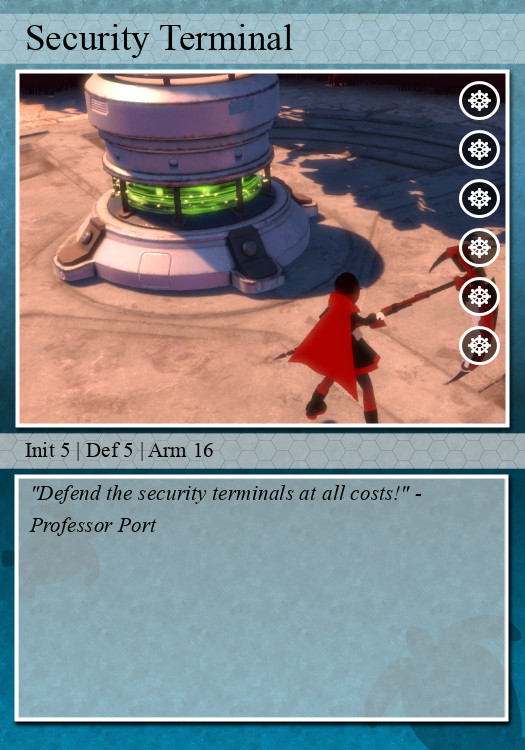 Security Terminal
Init 5 | Def 5 | Arm 16
"Defend the security terminals at all costs!" -
Professor Port